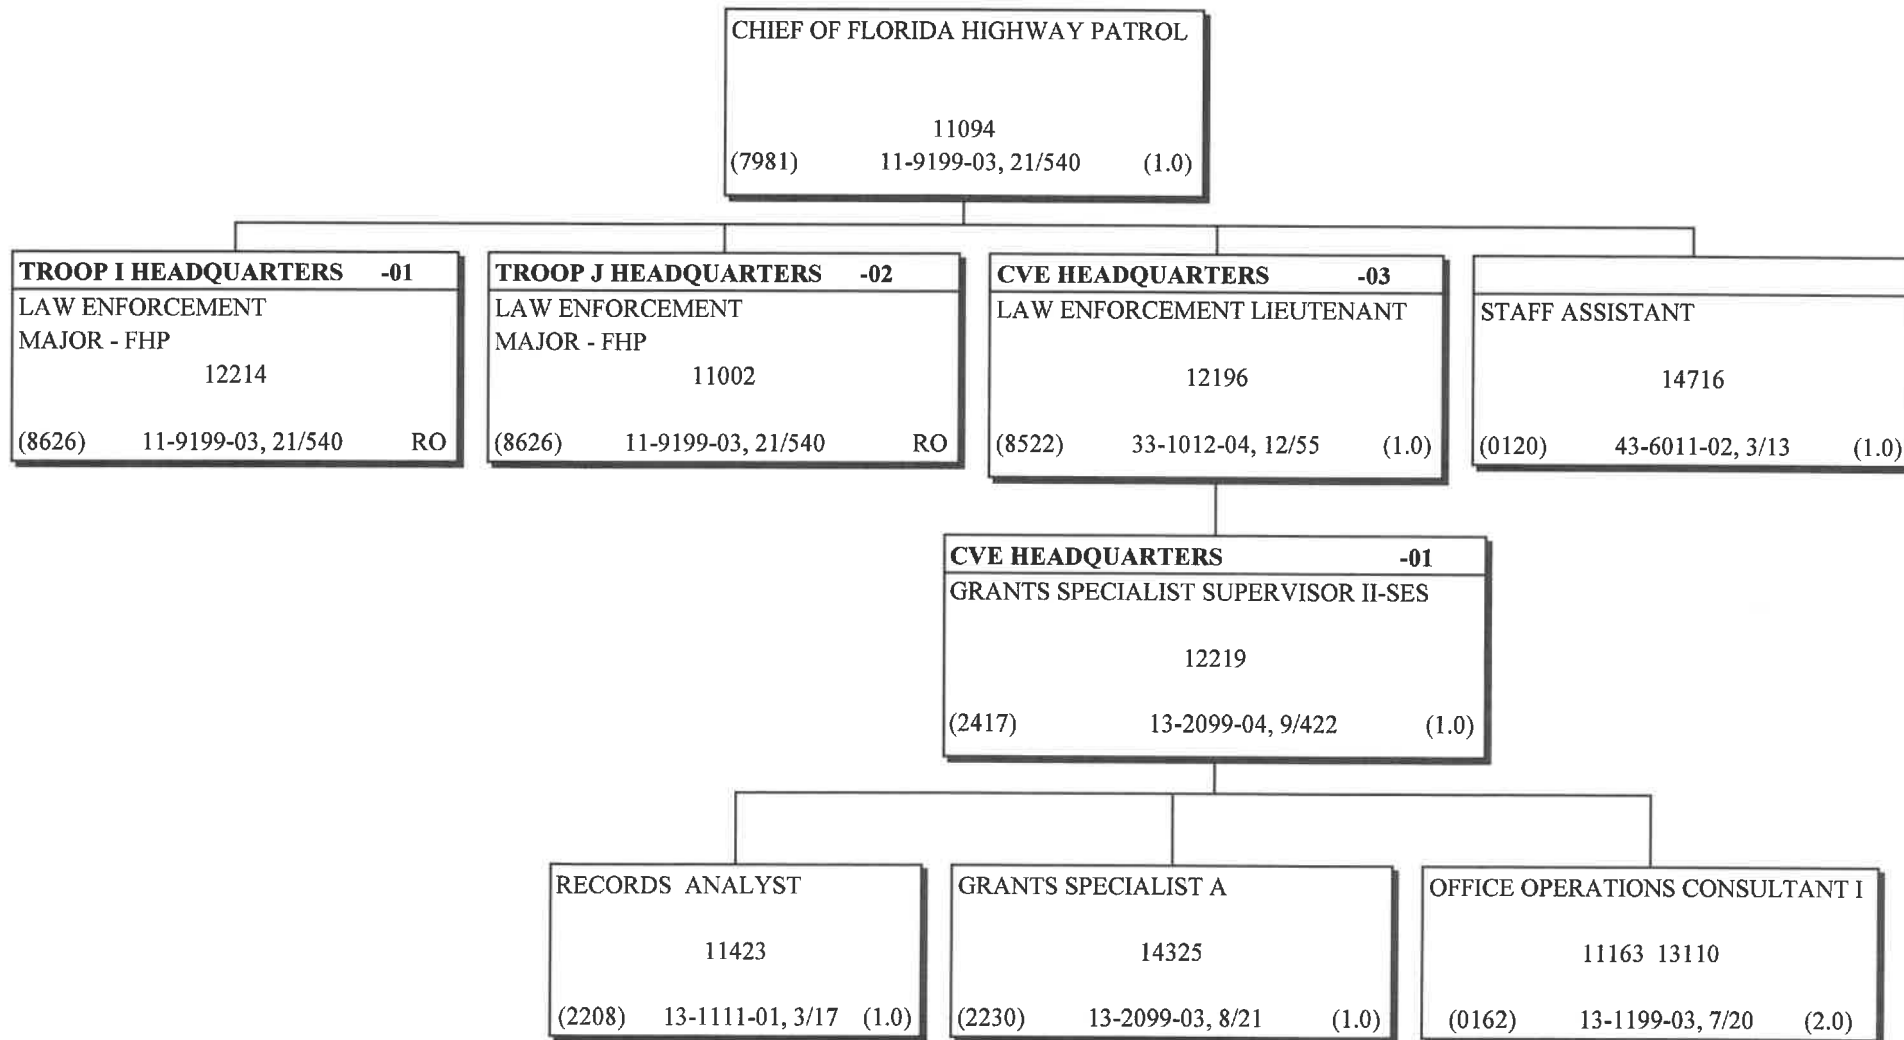 CHIEF OF FLORIDA HIGHWAY PATROL
11094
(7981) 11-9199-03, 21/540 (1.0)
TROOP I HEADQUARTERS -01
LAW ENFORCEMENT
MAJOR - FHP
12214
(8626) 11-9199-03, 21/540 RO
TROOP J HEADQUARTERS -02
LAW ENFORCEMENT
MAJOR - FHP
11002
(8626) 11-9199-03, 21/540 RO
CVE HEADQUARTERS -03
LAW ENFORCEMENT LIEUTENANT
12196
(8522) 33-1012-04, 12/55 (1.0)
STAFF ASSISTANT
14716
(0120) 43-6011-02, 3/13 (1.0)
CVE HEADQUARTERS -01
GRANTS SPECIALIST SUPERVISOR II-SES
12219
(2417) 13-2099-04, 9/422 (1.0)
RECORDS ANALYST
11423
(2208) 13-1111-01, 3/17 (1.0)
GRANTS SPECIALIST A
14325
(2230) 13-2099-03, 8/21 (1.0)
OFFICE OPERATIONS CONSULTANT I
11163 13110
(0162) 13-1199-03, 7/20 (2.0)